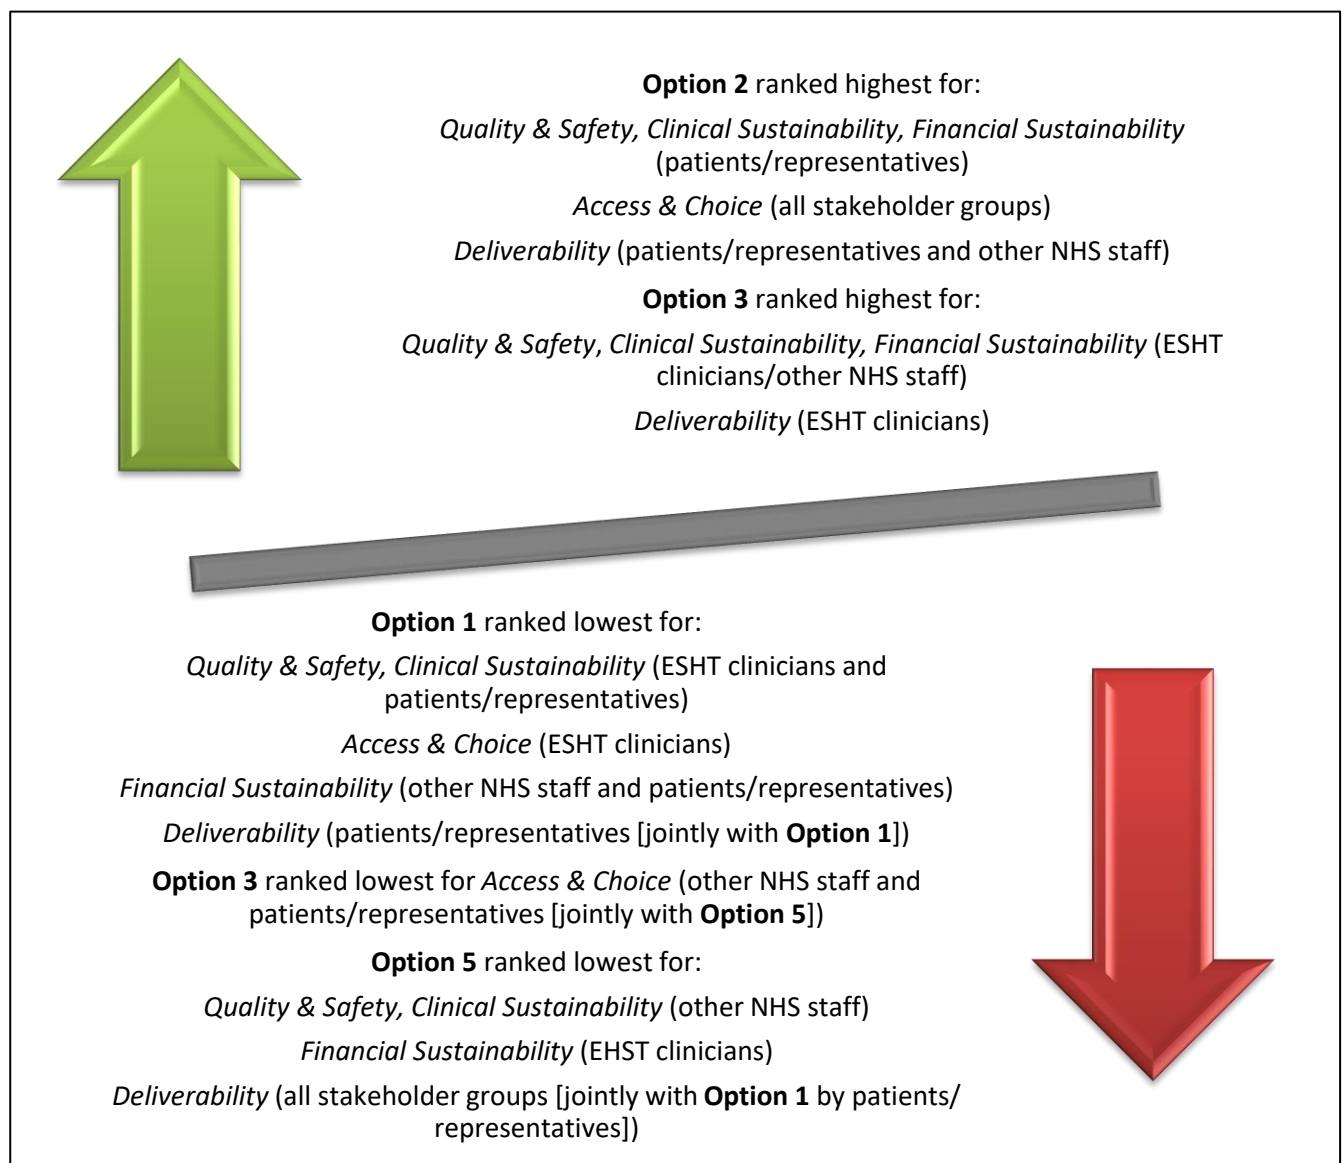 Option 2 ranked highest for:
Quality & Safety, Clinical Sustainability, Financial Sustainability
(patients/representatives)
Access & Choice (all stakeholder groups)
Deliverability (patients/representatives and other NHS staff)
Option 3 ranked highest for:
Quality & Safety, Clinical Sustainability, Financial Sustainability (ESHT
clinicians/other NHS staff)
Deliverability (ESHT clinicians)
Option 1 ranked lowest for:
Quality & Safety, Clinical Sustainability (ESHT clinicians and
patients/representatives)
Access & Choice (ESHT clinicians)
Financial Sustainability (other NHS staff and patients/representatives)
Deliverability (patients/representatives [jointly with Option 1])
Option 3 ranked lowest for Access & Choice (other NHS staff and
patients/representatives [jointly with Option 5])
Option 5 ranked lowest for:
Quality & Safety, Clinical Sustainability (other NHS staff)
Financial Sustainability (EHST clinicians)
Deliverability (all stakeholder groups [jointly with Option 1 by patients/
representatives])